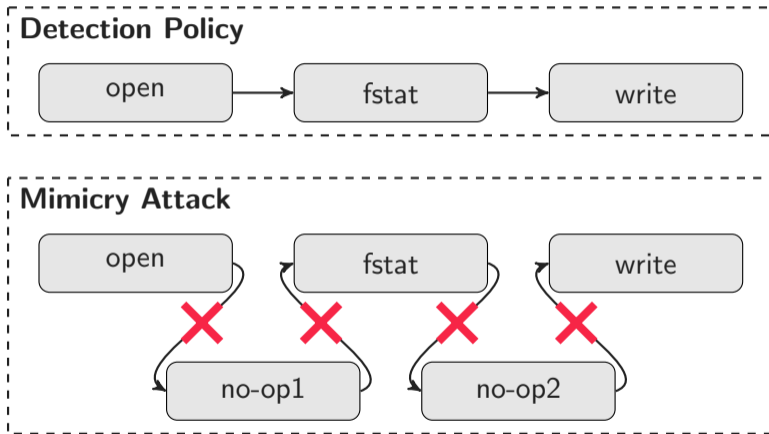 Detection Policy
open fstat write
Mimicry Attack
open fstat write
no-op1 no-op2